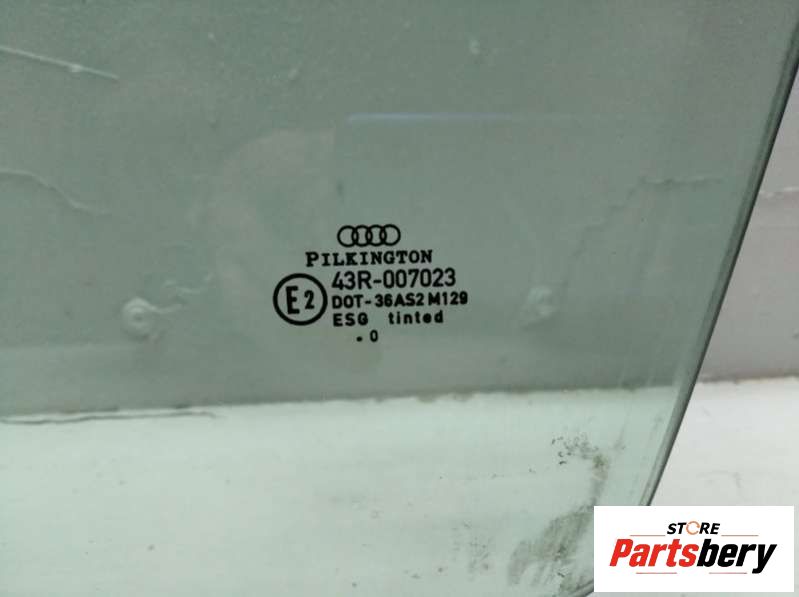 PILKINGTON
43R-007023
E2
DOT-36AS2 M129
ESG tinted
. 0
STORE
Partsbery